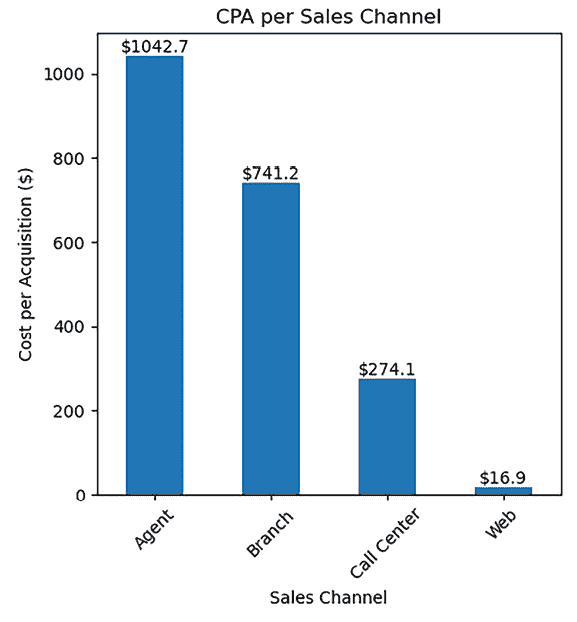 CPA per Sales Channel
Cost per Acquisition ($)
1000
800
600
400
200
0
$1042.7
$741.2
$274.1
$16.9
Agent
Branch
Call Center
Web
Sales Channel